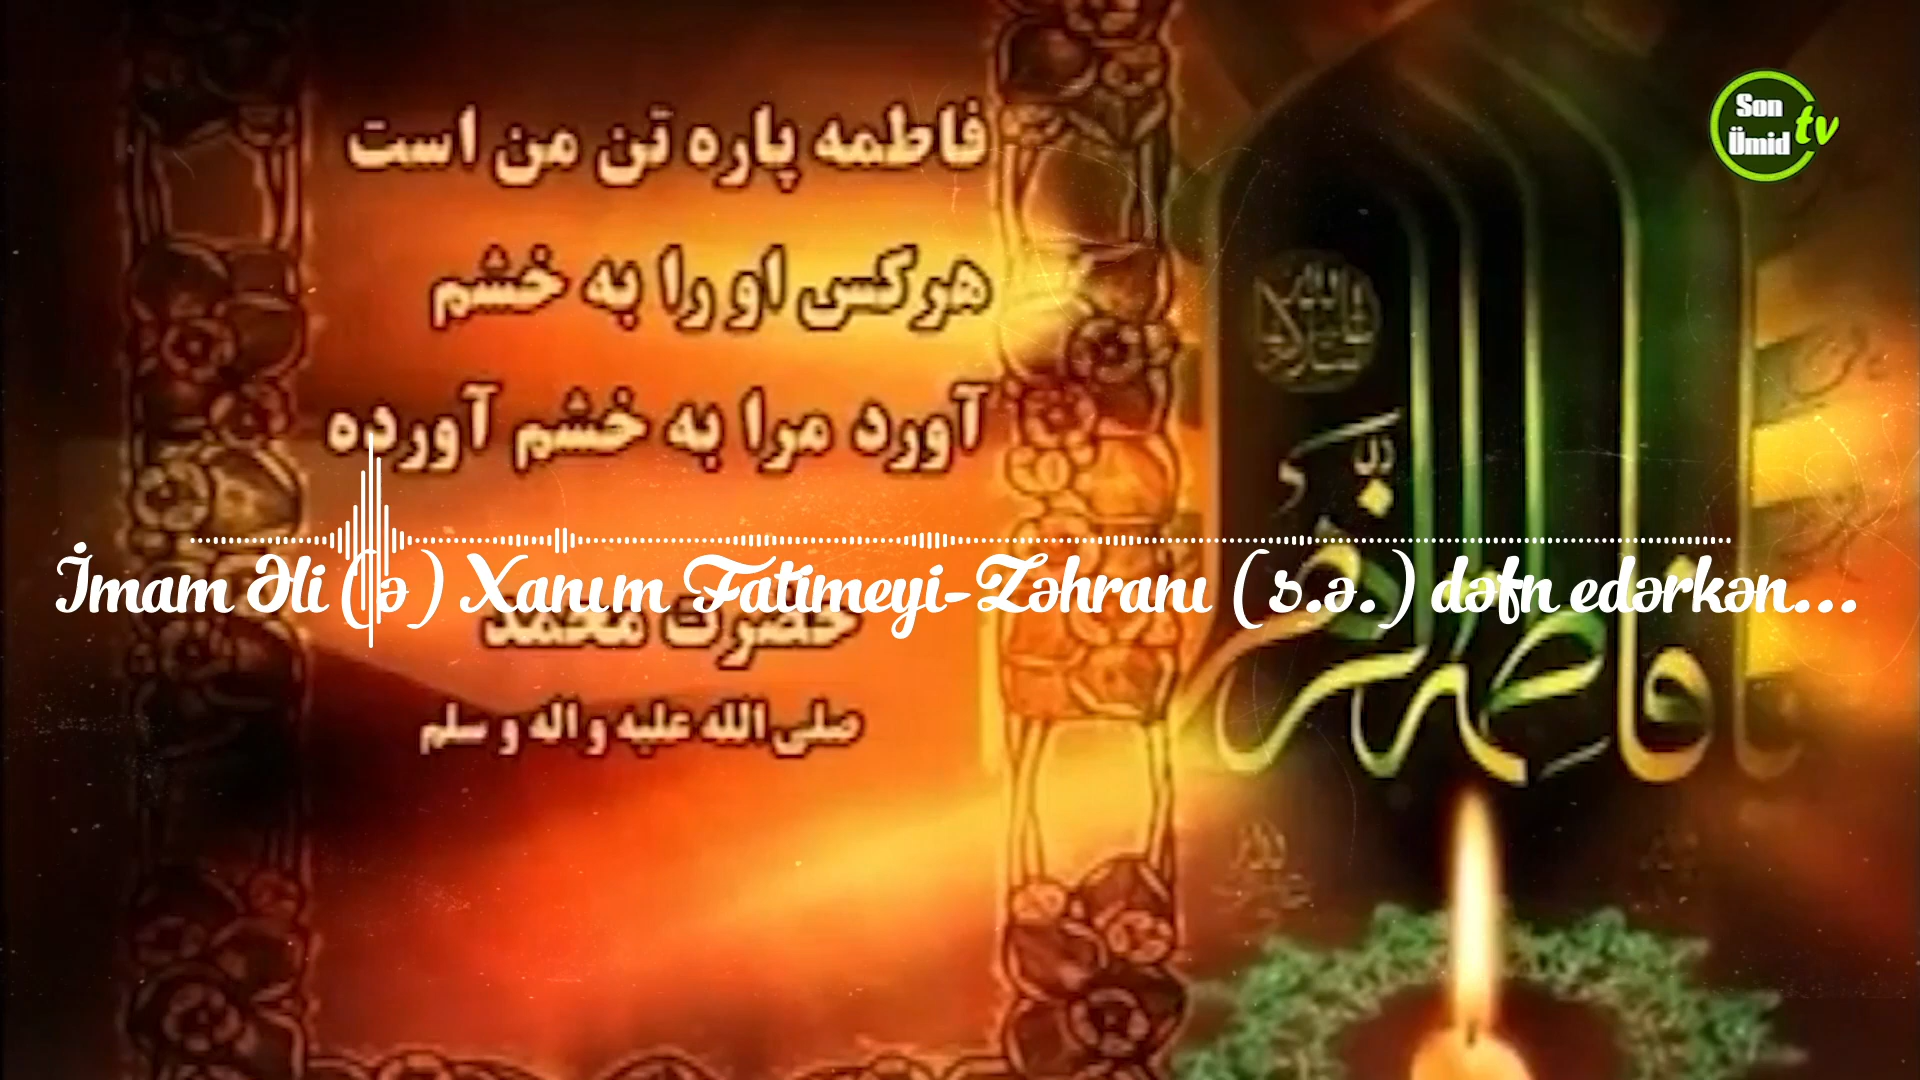 Son
Ümid tv
فاطمه پاره تن من است
هرکس او را به خشم
آورد مرا به خشم آورده
İmam Əli (ə) Xanım Fatimeyi-Zəhranı (s.ə.) dəfn edərkən...
حضرت محمد
صلی الله علیه و اله و سلم